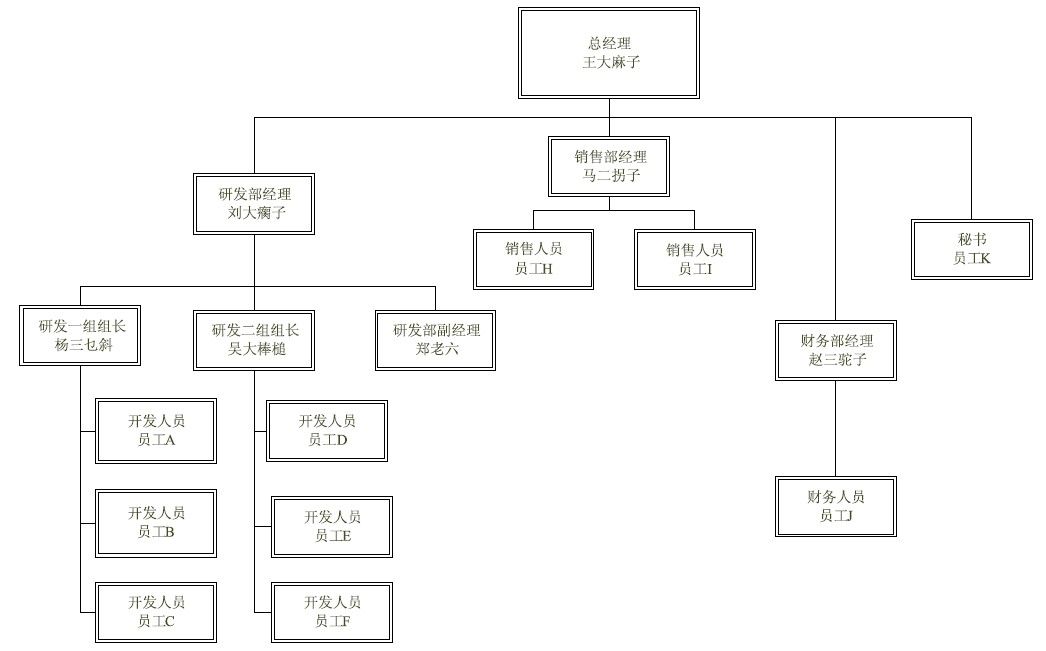 总经理
王大麻子
销售部经理
马二拐子
研发部经理
刘大瘸子
销售人员
员工H
销售人员
员工I
秘书
员工K
研发一组组长
杨三乜斜
研发二组组长
吴大棒槌
研发部副经理
郑老六
财务部经理
赵三驼子
开发人员
员工A
开发人员
员工D
开发人员
员工B
开发人员
员工E
财务人员
员工J
开发人员
员工C
开发人员
员工F